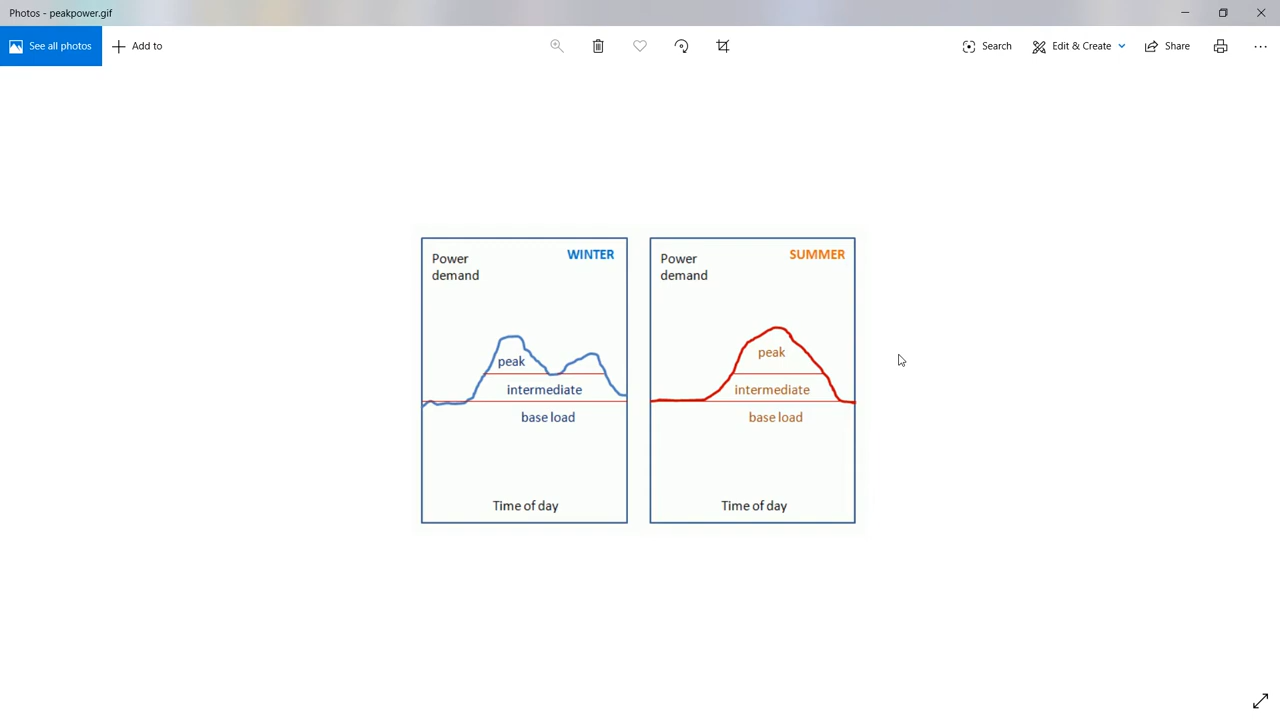 Photos - peakpower.gif
See all photos
Add to
Search
Edit & Create
Share
Power
demand
WINTER
peak
intermediate
base load
Time of day
Power
demand
SUMMER
peak
intermediate
base load
Time of day